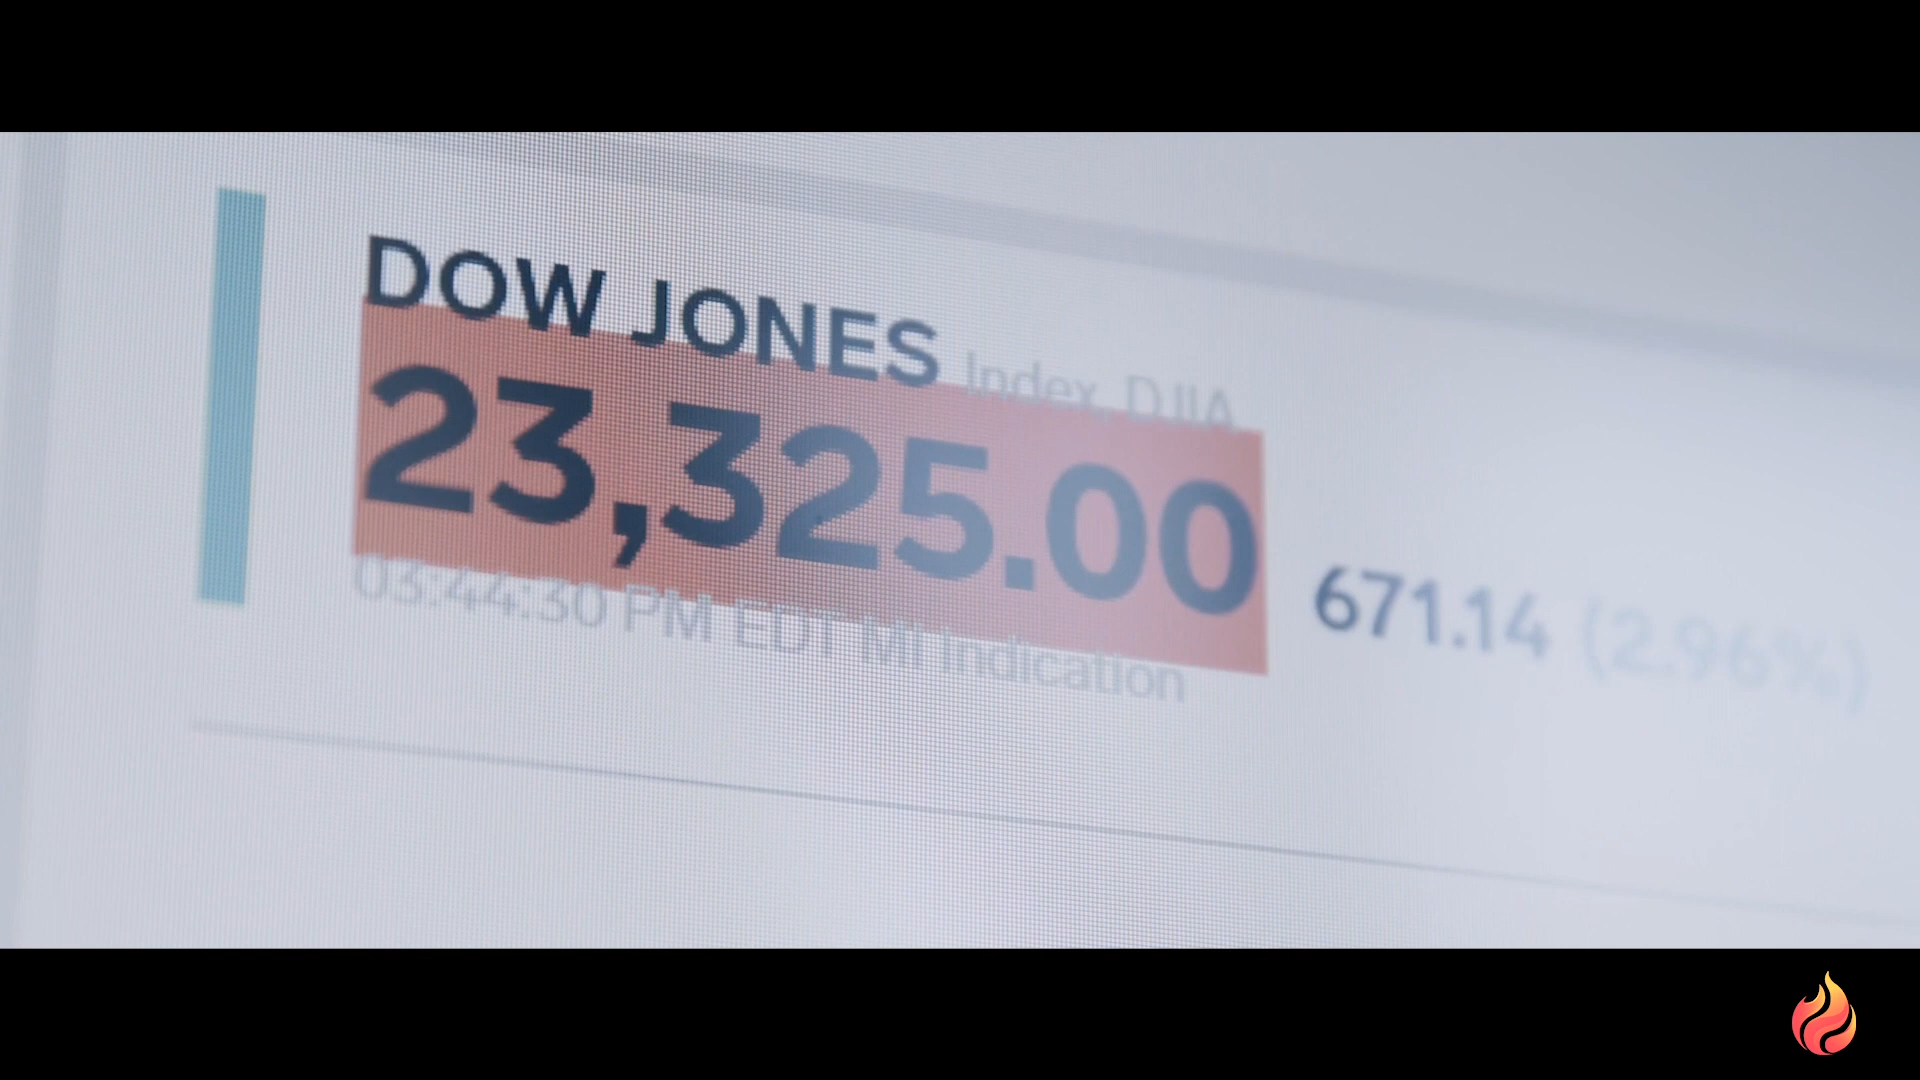 DOW JONES Index, DJIA
23,325.00 671.14 (2.96%)
03:44:30 PM EDT MI Indication